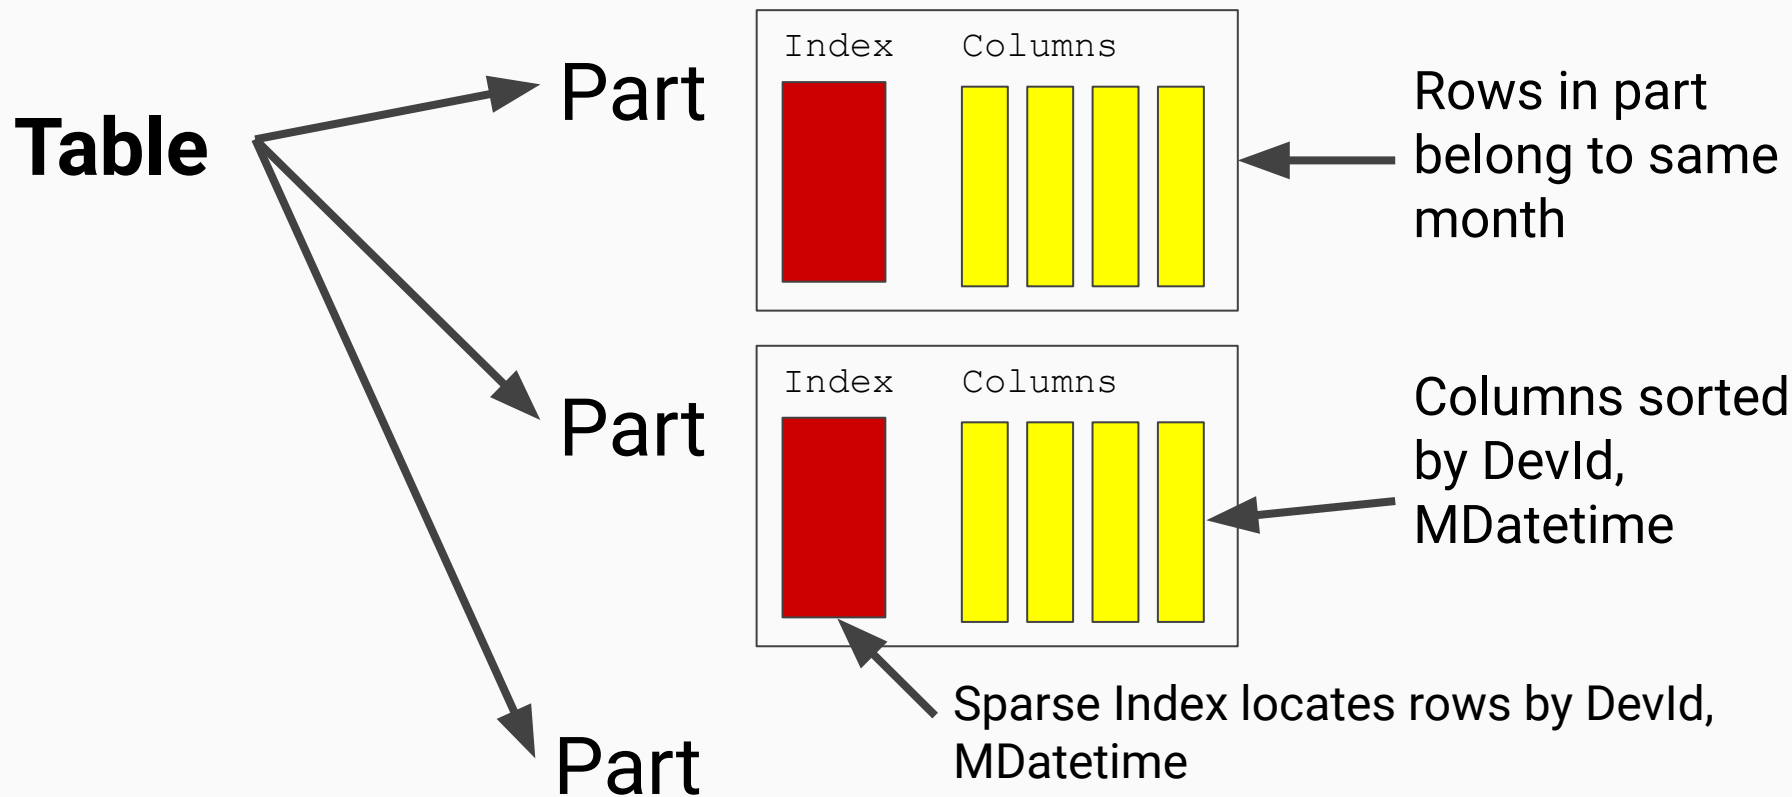 Table
Part
Index Columns
Rows in part
belong to same
month
Part
Index Columns
Columns sorted
by DevId,
MDatetime
Sparse Index locates rows by DevId,
MDatetime
Part